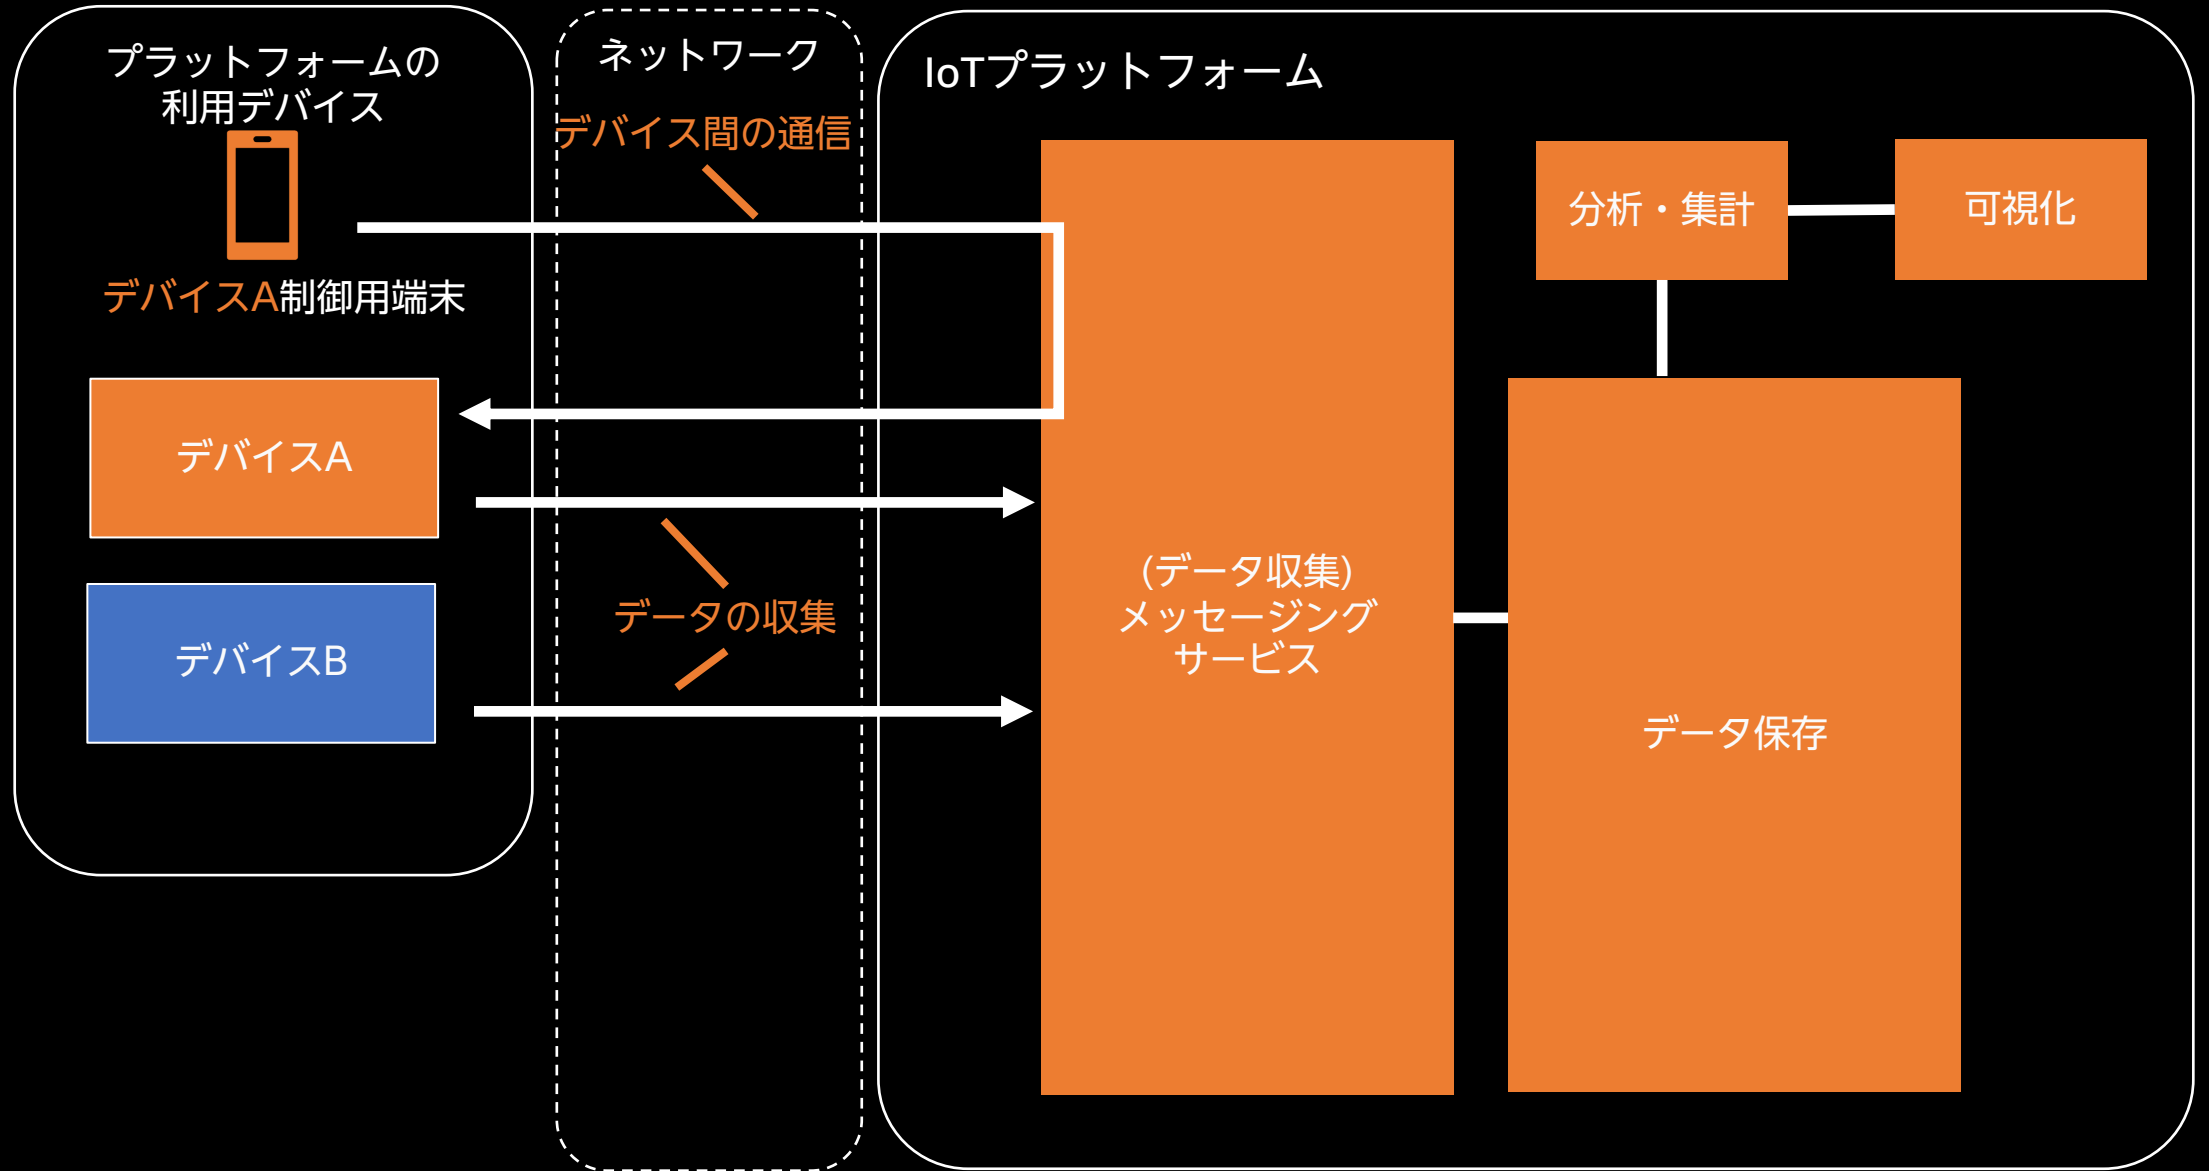 プラットフォームの
利用デバイス
デバイスA制御用端末
デバイスA
デバイスB
ネットワーク
デバイス間の通信
データの収集
IoTプラットフォーム
(データ収集)
メッセージング
サービス
分析・集計
可視化
データ保存